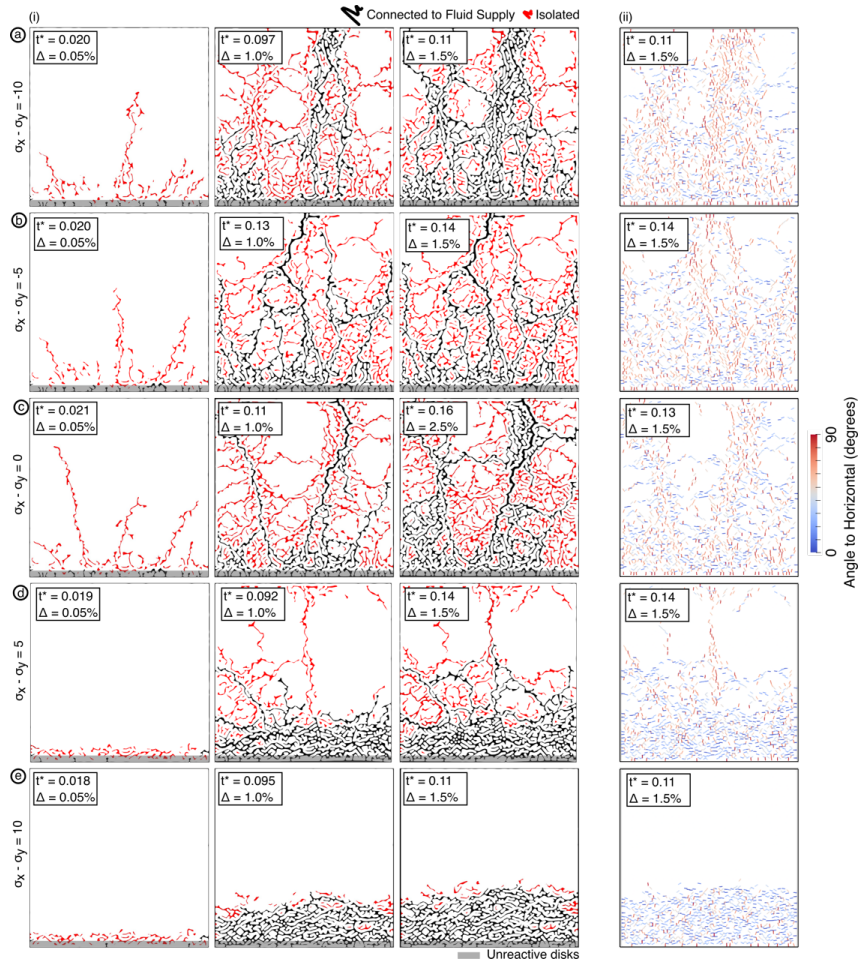 (i)
Connected to Fluid Supply
Isolated
(ii)
a
σx - σy = -10
t* = 0.020
Δ = 0.05%
t* = 0.097
Δ = 1.0%
t* = 0.11
Δ = 1.5%
t* = 0.11
Δ = 1.5%
b
σx - σy = -5
t* = 0.020
Δ = 0.05%
t* = 0.13
Δ = 1.0%
t* = 0.14
Δ = 1.5%
t* = 0.14
Δ = 1.5%
c
σx - σy = 0
t* = 0.021
Δ = 0.05%
t* = 0.11
Δ = 1.0%
t* = 0.16
Δ = 2.5%
t* = 0.13
Δ = 1.5%
90
0
Angle to Horizontal (degrees)
d
σx - σy = 5
t* = 0.019
Δ = 0.05%
t* = 0.092
Δ = 1.0%
t* = 0.14
Δ = 1.5%
t* = 0.14
Δ = 1.5%
e
σx - σy = 10
t* = 0.018
Δ = 0.05%
t* = 0.095
Δ = 1.0%
t* = 0.11
Δ = 1.5%
t* = 0.11
Δ = 1.5%
Unreactive disks